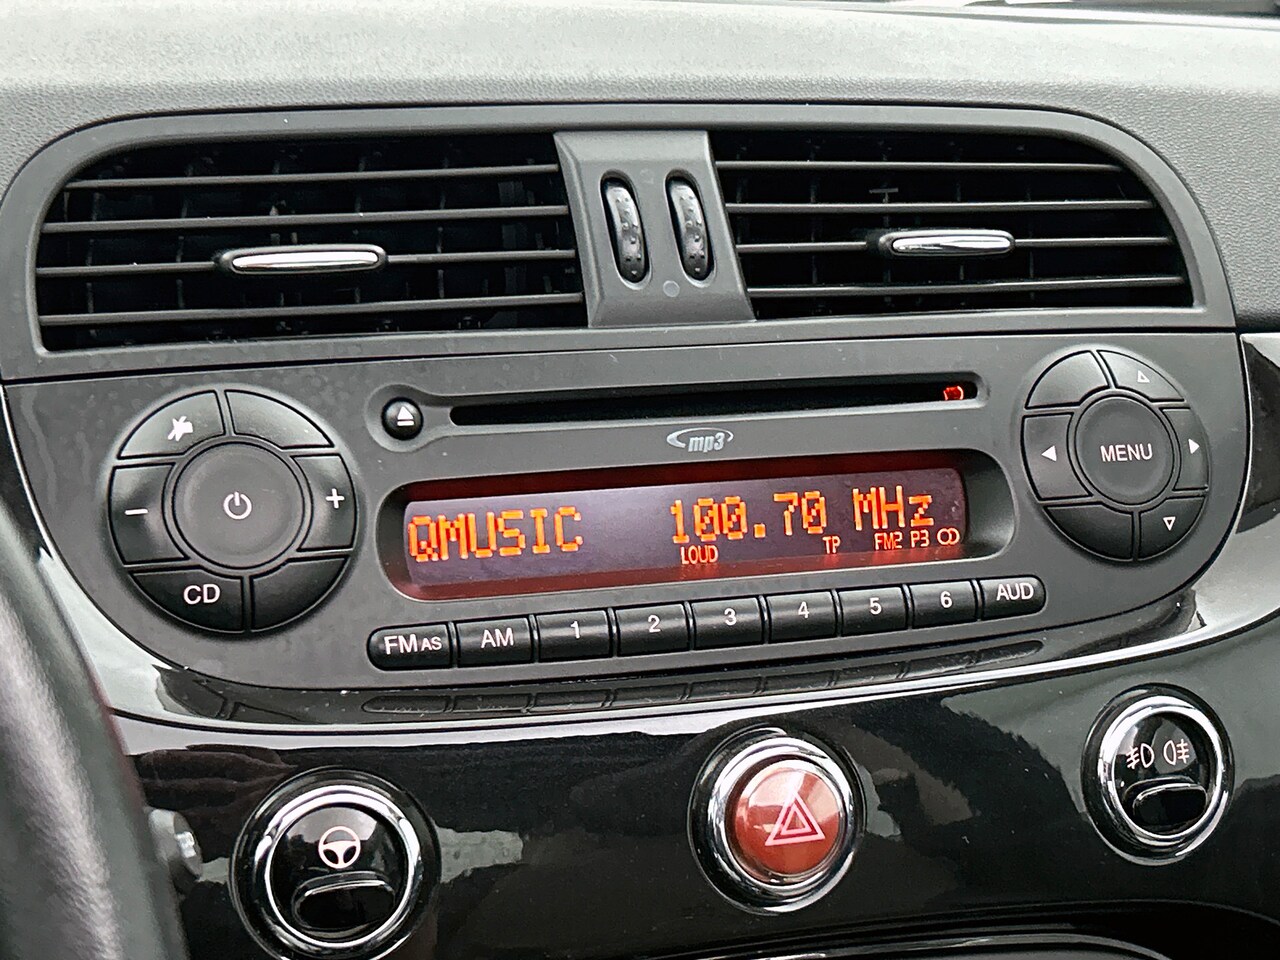 mp3
QMUSIC 100.70 MHz
LOUD TP FM2 P3
MENU
CD
FM AS AM 1 2 3 4 5 6 AUD